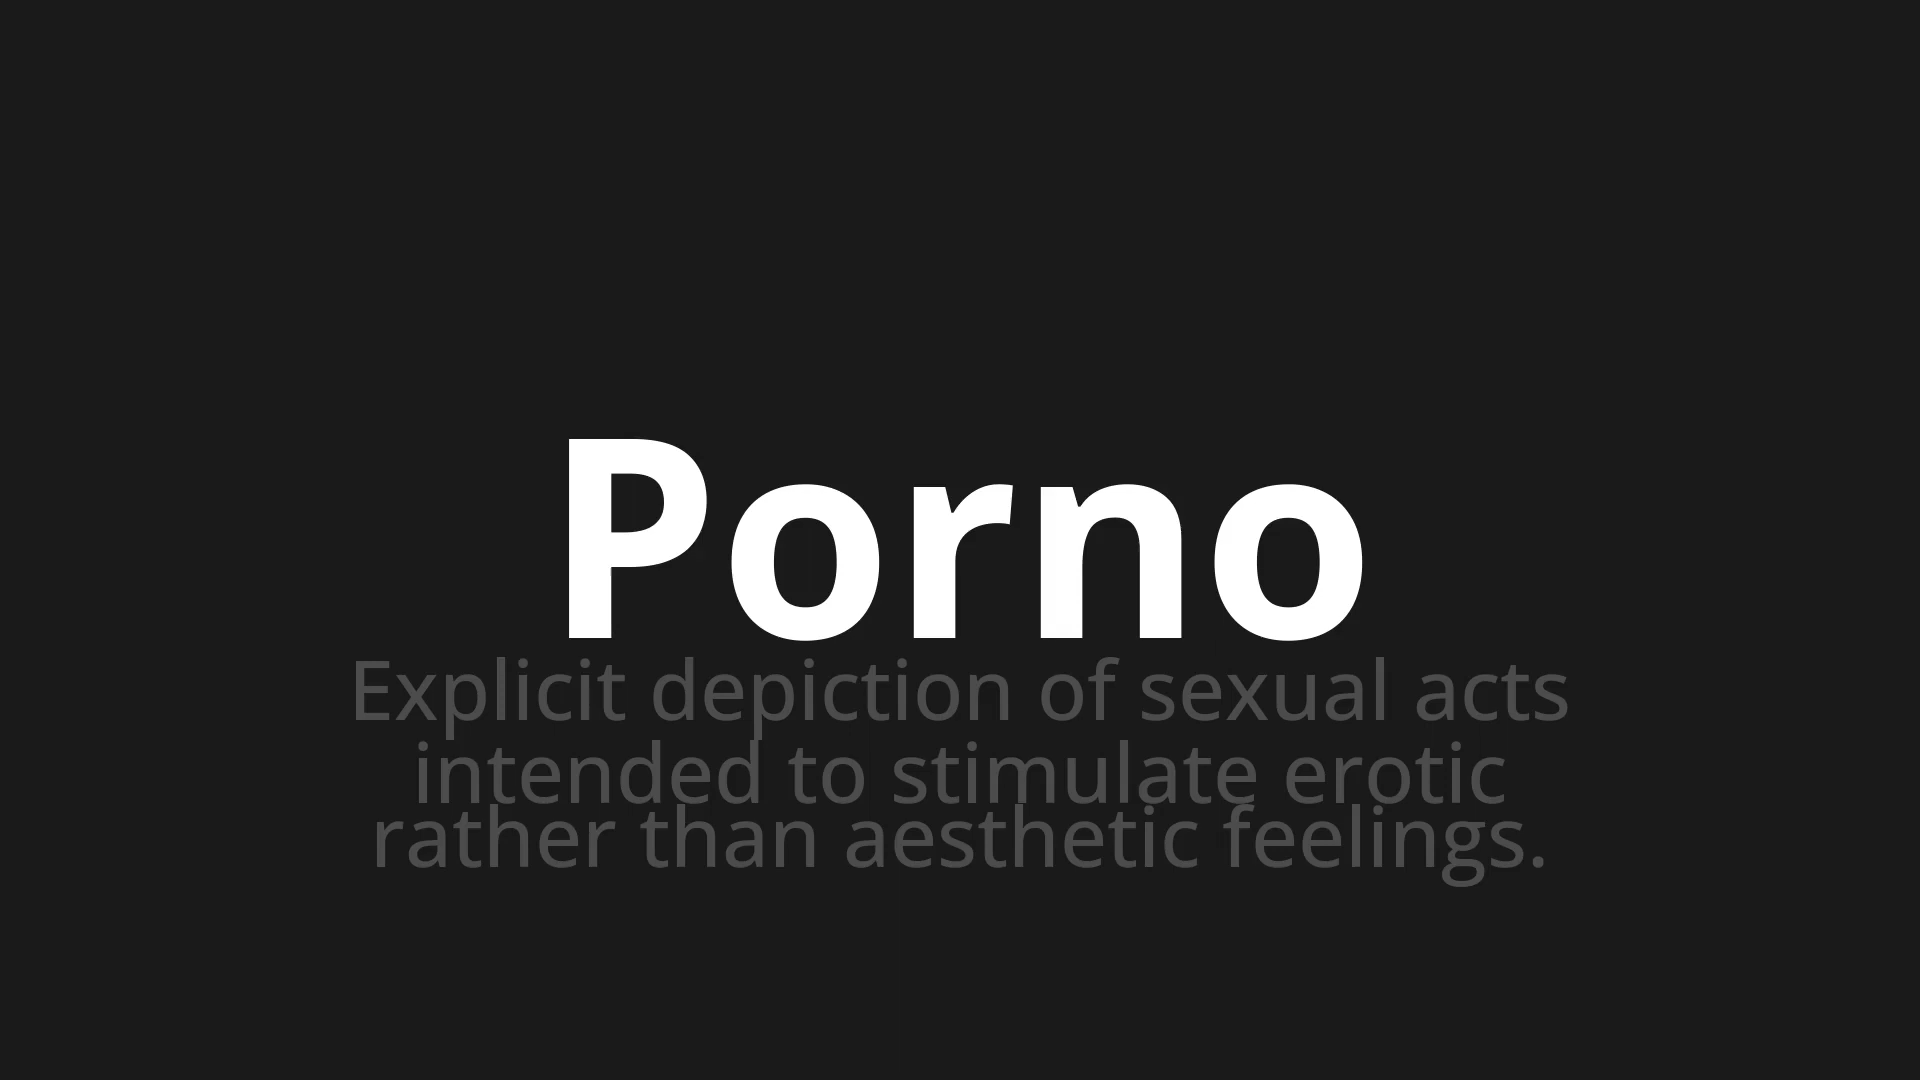 Porno
Explicit depiction of sexual acts
intended to stimulate erotic
rather than aesthetic feelings.